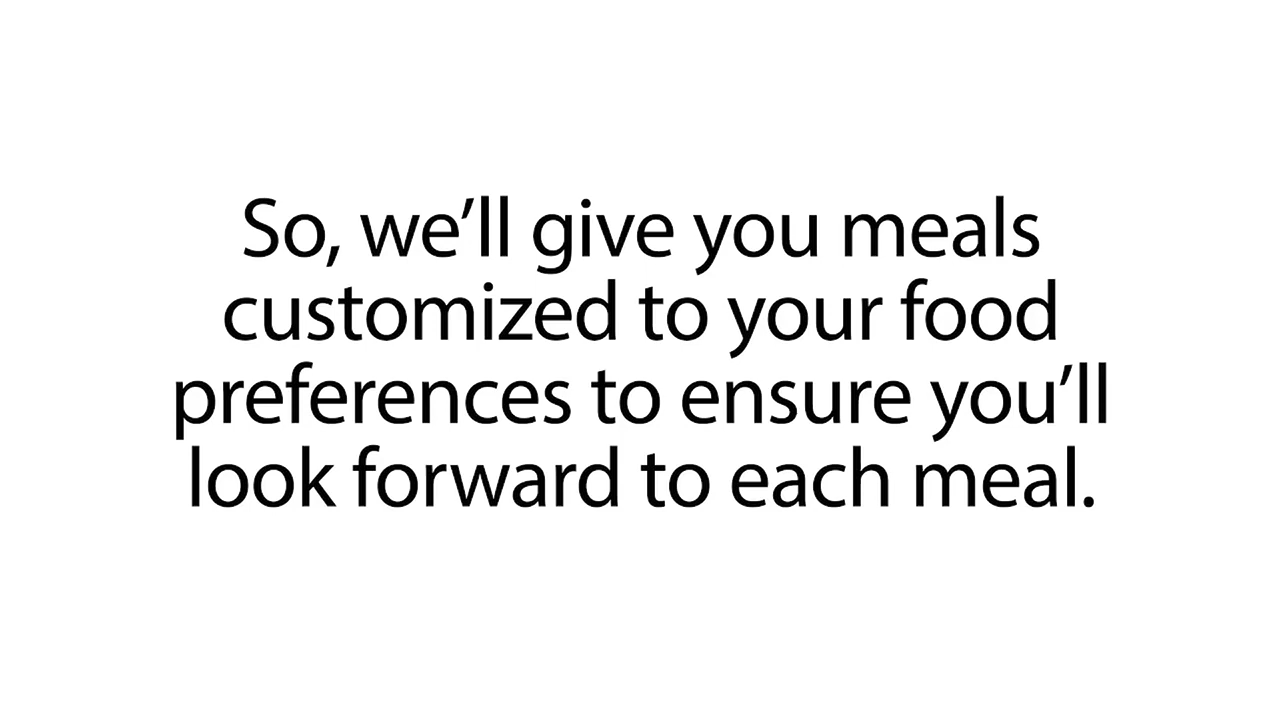 So, we’ll give you meals
customized to your food
preferences to ensure you’ll
look forward to each meal.